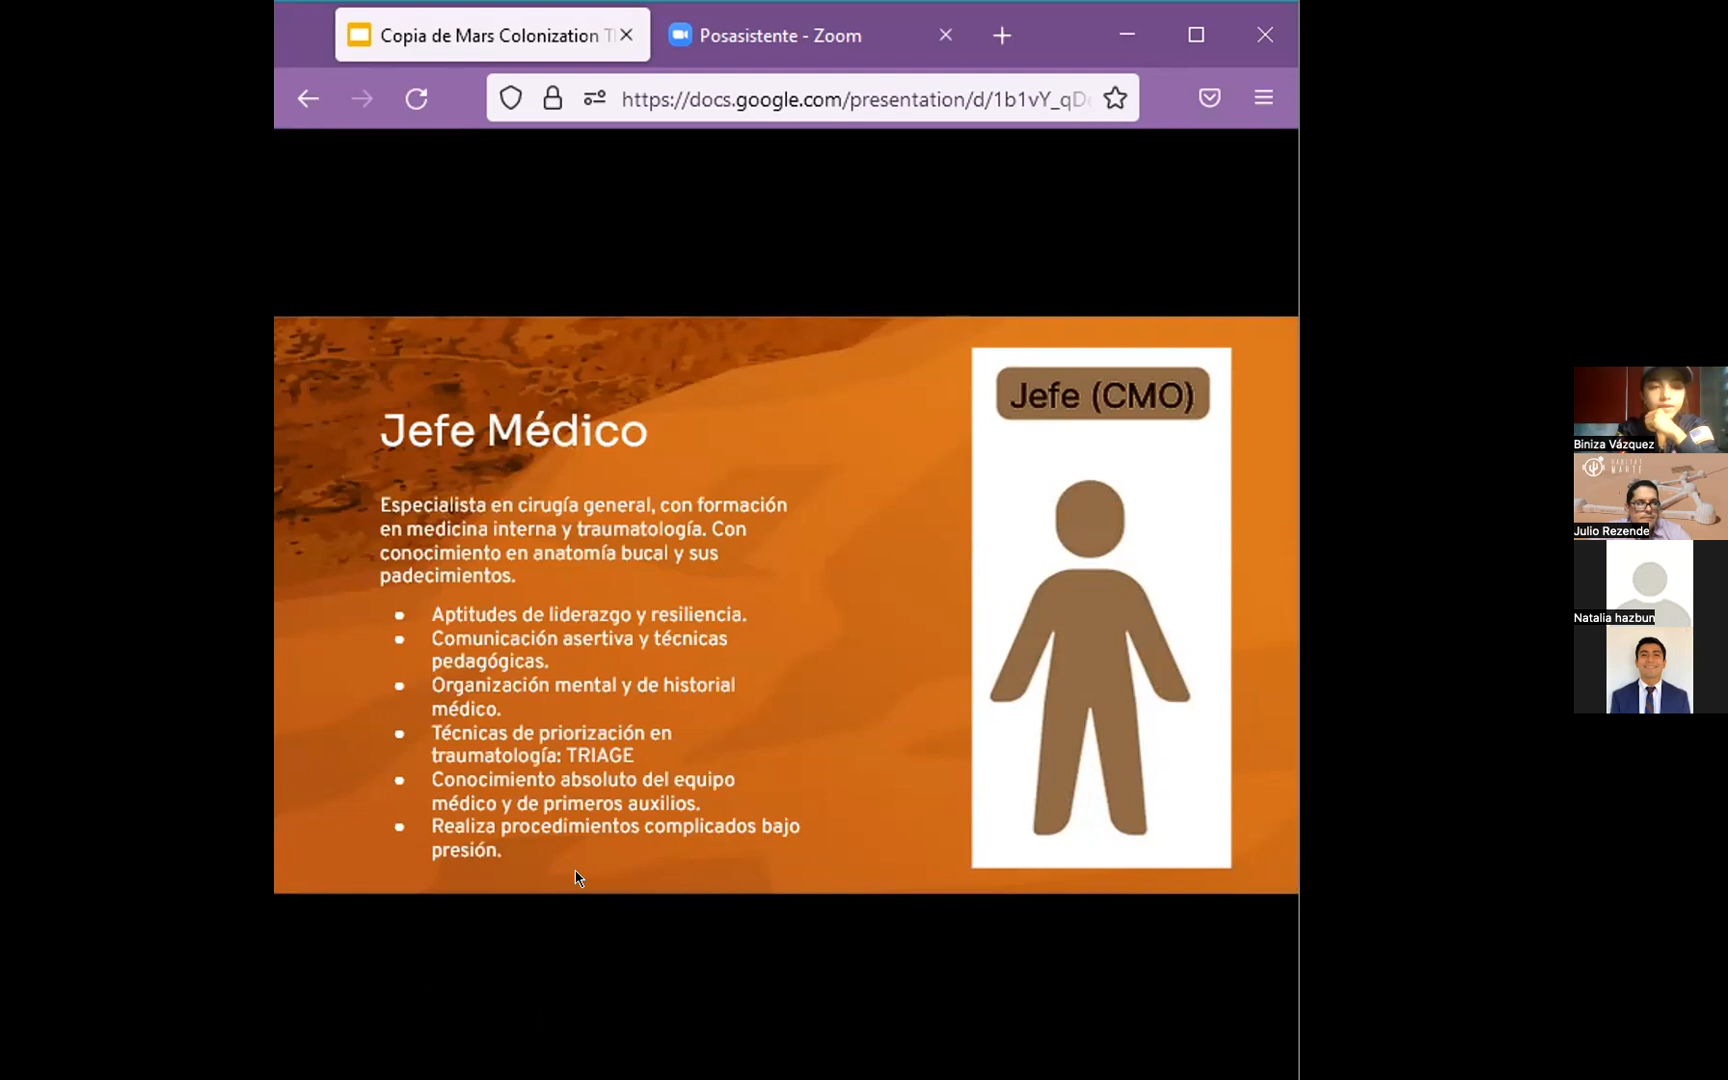 Copia de Mars Colonization T
Posasistente - Zoom
https://docs.google.com/presentation/d/1b1vY_qD
Jefe Médico
Especialista en cirugía general, con formación
en medicina interna y traumatología. Con
conocimiento en anatomía bucal y sus
padecimientos.
Aptitudes de liderazgo y resiliencia.
Comunicación asertiva y técnicas
pedagógicas.
Organización mental y de historial
médico.
Técnicas de priorización en
traumatología: TRIAGE
Conocimiento absoluto del equipo
médico y de primeros auxilios.
Realiza procedimientos complicados bajo
presión.
Jefe (CMO)
Biniza Vázquez
HABITAT
MARTE
Julio Rezende
Natalia hazbun